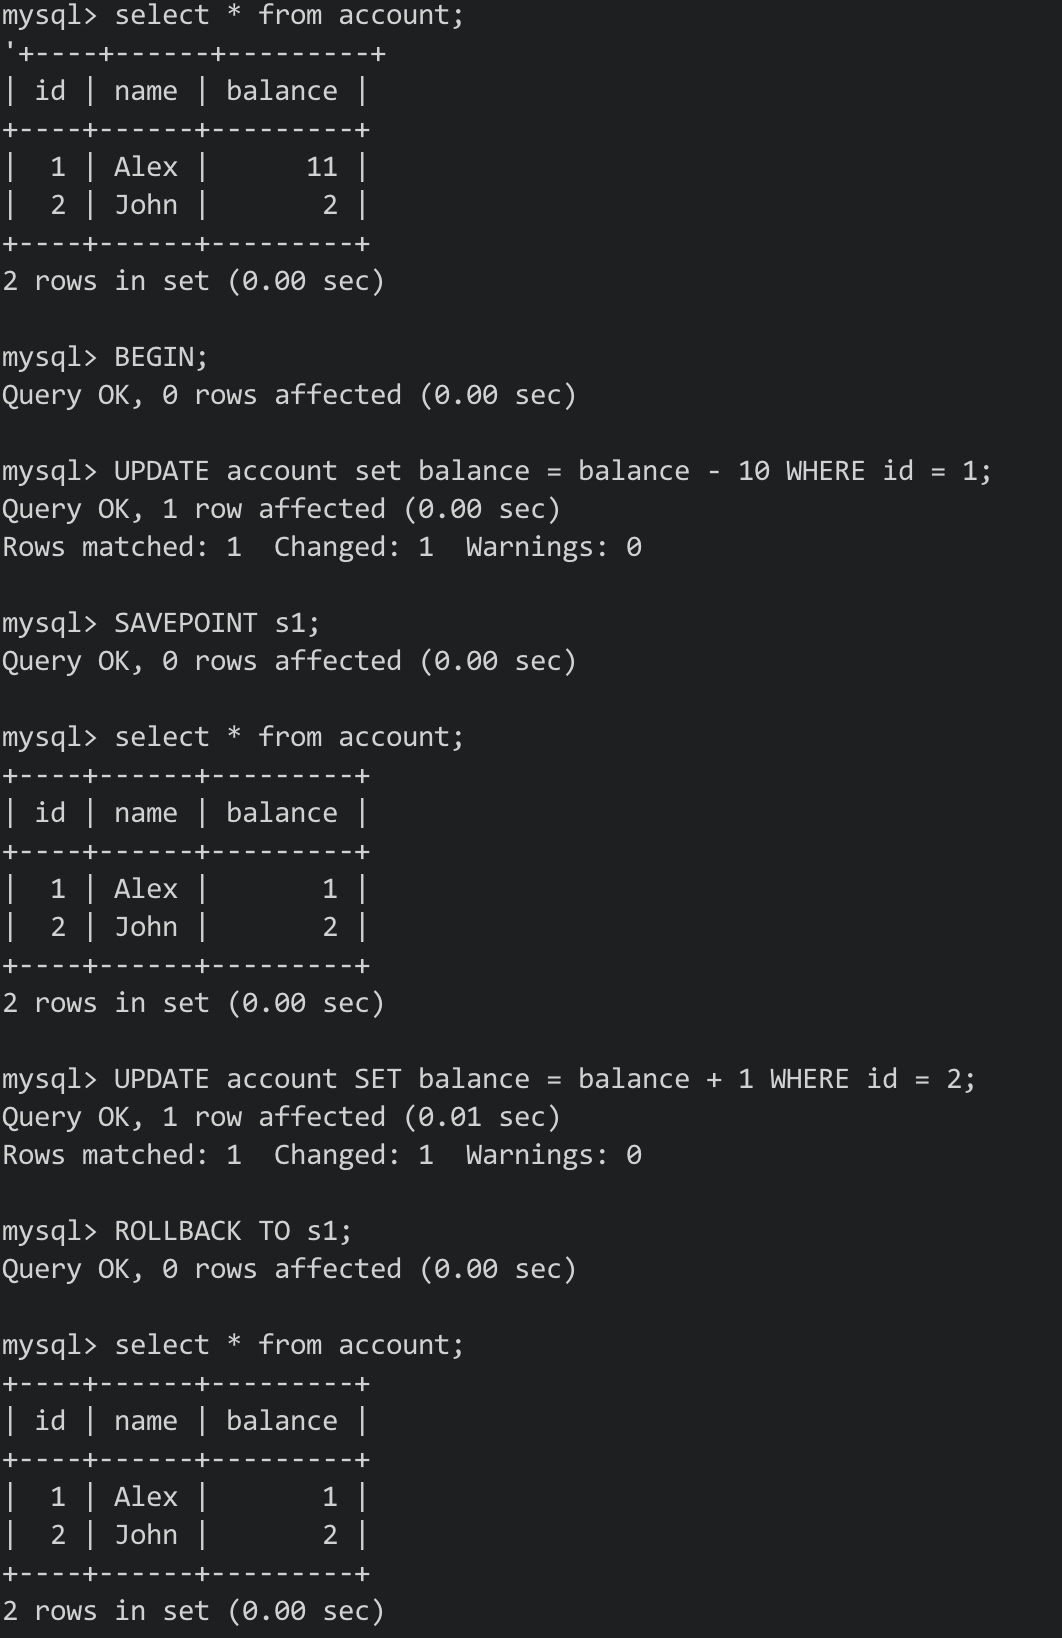 mysql> select * from account;
'+----+------+---------+
| id | name | balance |
+----+------+---------+
|  1 | Alex |      11 |
|  2 | John |       2 |
+----+------+---------+
2 rows in set (0.00 sec)

mysql> BEGIN;
Query OK, 0 rows affected (0.00 sec)

mysql> UPDATE account set balance = balance - 10 WHERE id = 1;
Query OK, 1 row affected (0.00 sec)
Rows matched: 1  Changed: 1  Warnings: 0

mysql> SAVEPOINT s1;
Query OK, 0 rows affected (0.00 sec)

mysql> select * from account;
+----+------+---------+
| id | name | balance |
+----+------+---------+
|  1 | Alex |       1 |
|  2 | John |       2 |
+----+------+---------+
2 rows in set (0.00 sec)

mysql> UPDATE account SET balance = balance + 1 WHERE id = 2;
Query OK, 1 row affected (0.01 sec)
Rows matched: 1  Changed: 1  Warnings: 0

mysql> ROLLBACK TO s1;
Query OK, 0 rows affected (0.00 sec)

mysql> select * from account;
+----+------+---------+
| id | name | balance |
+----+------+---------+
|  1 | Alex |       1 |
|  2 | John |       2 |
+----+------+---------+
2 rows in set (0.00 sec)